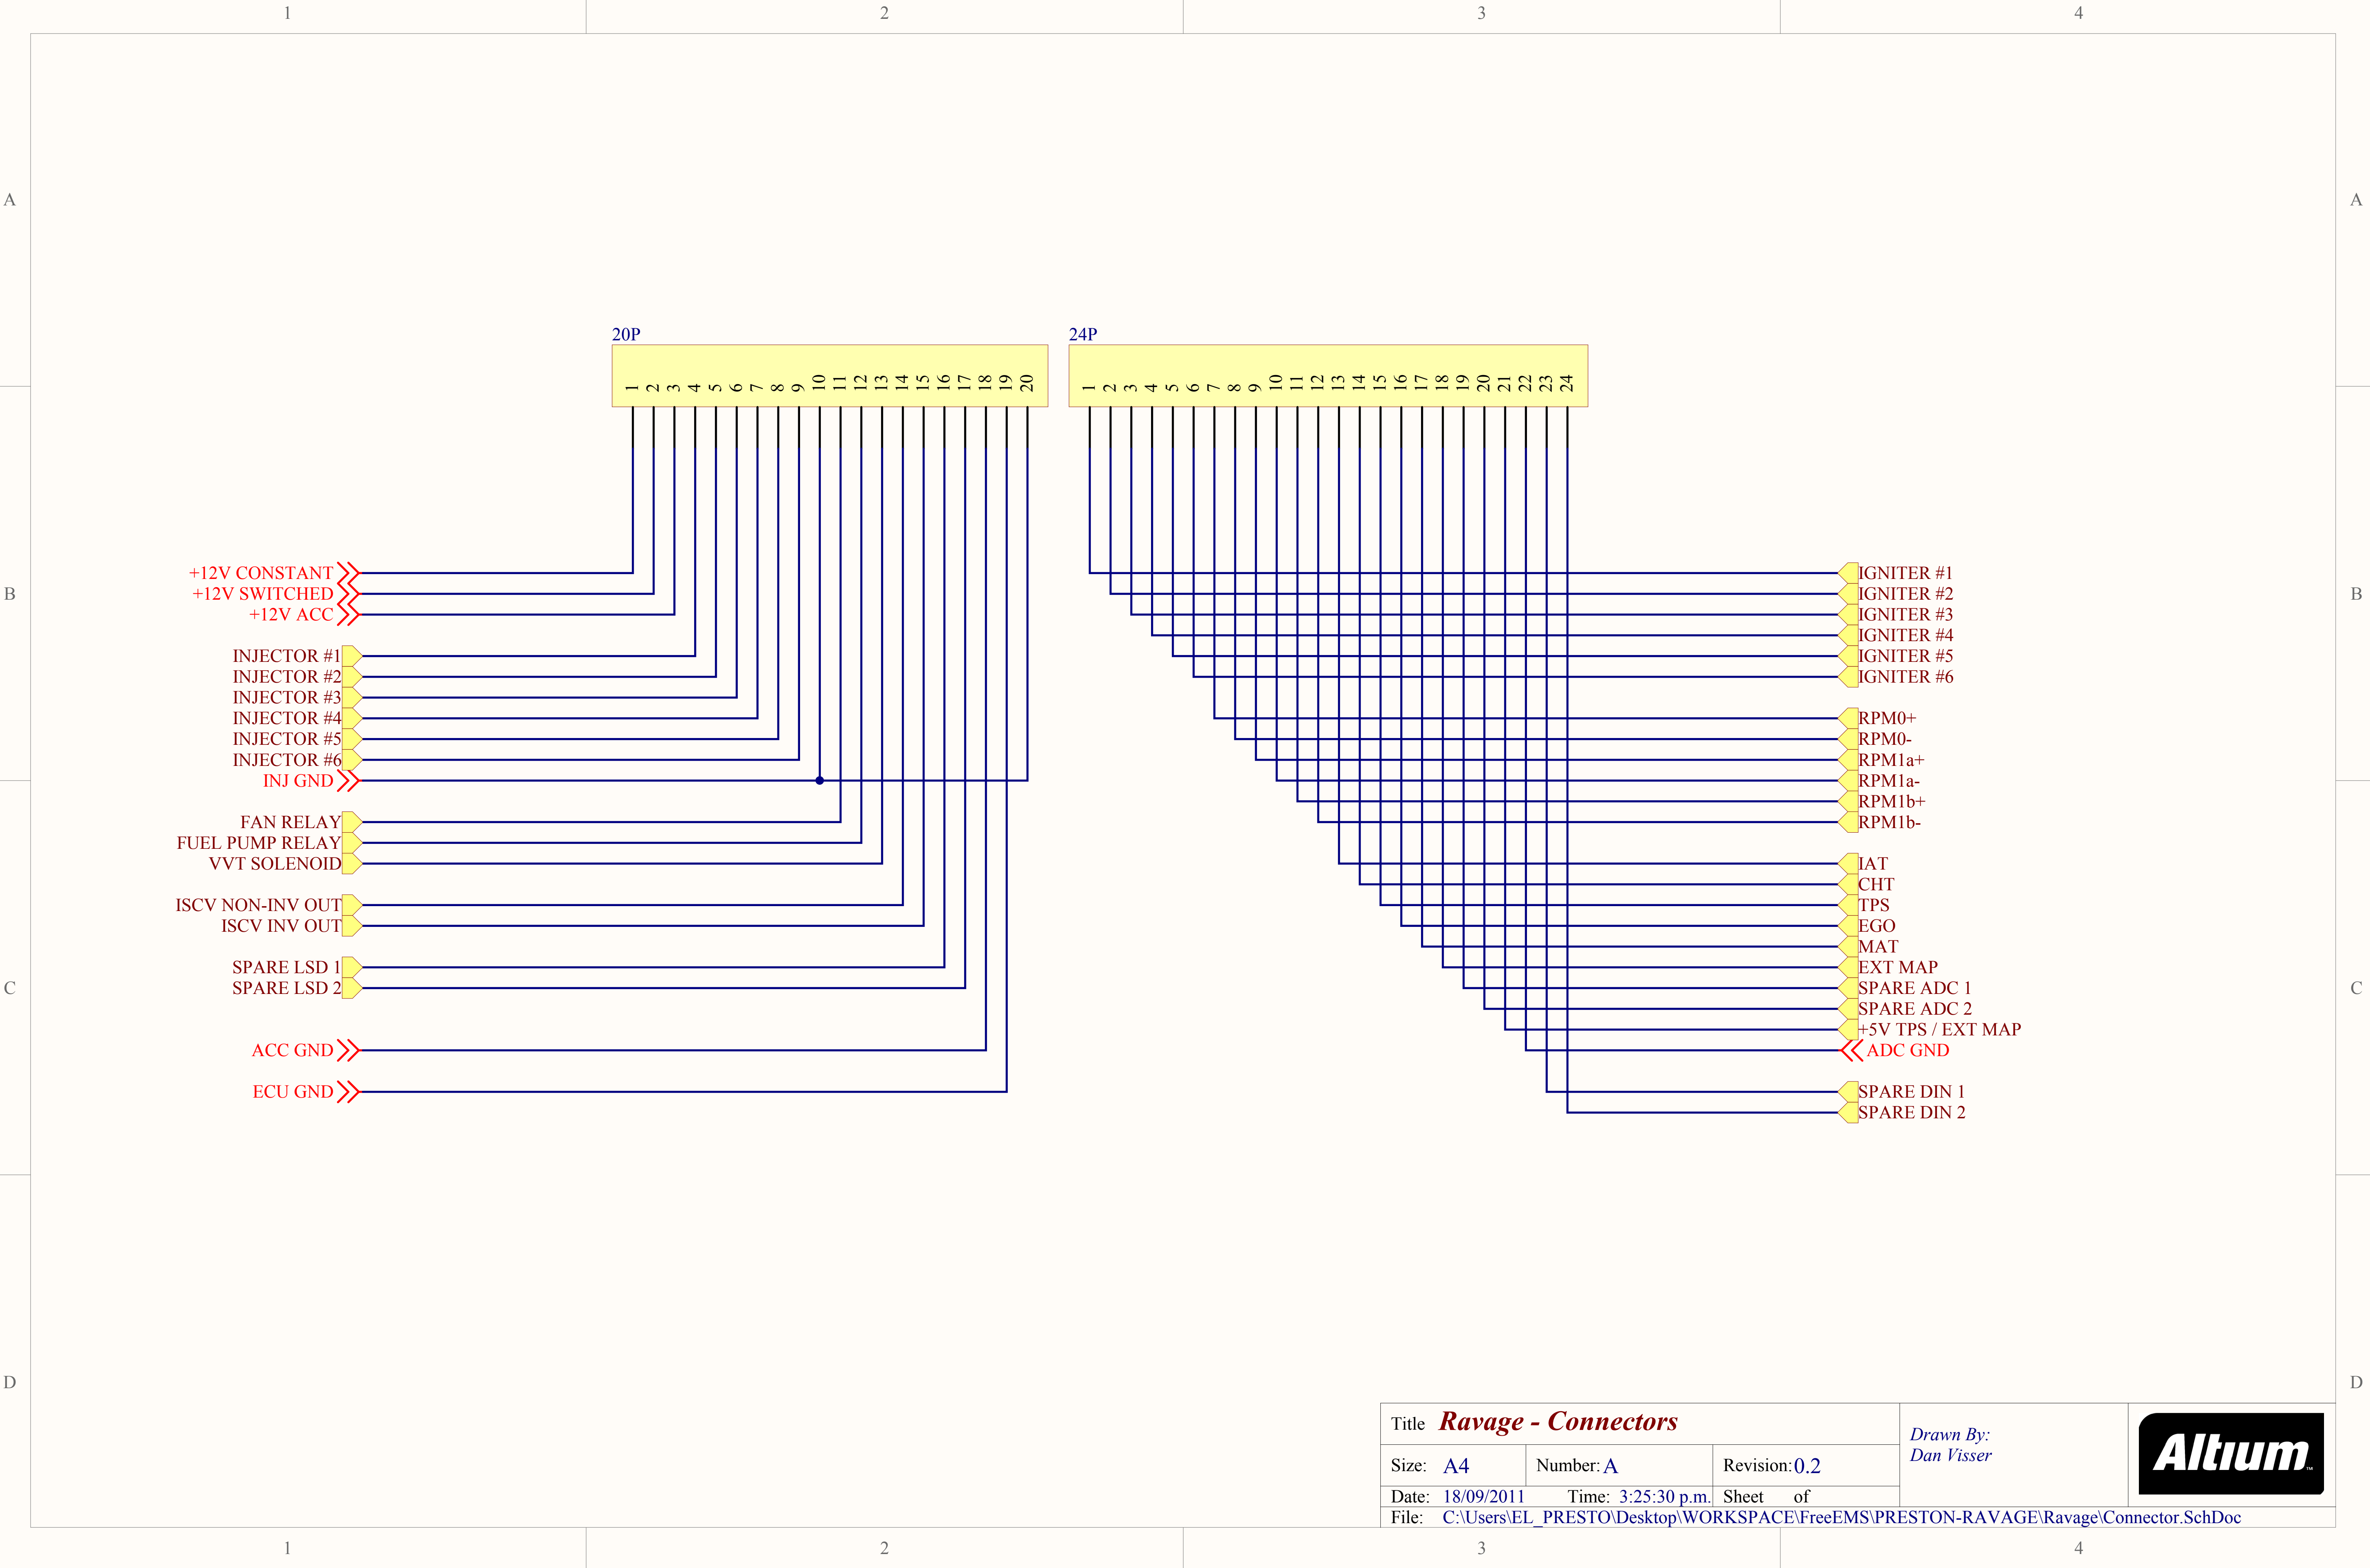 1 2 3 4
A A
20P 24P
1 2 3 4 5 6 7 8 9 10 11 12 13 14 15 16 17 18 19 20
1 2 3 4 5 6 7 8 9 10 11 12 13 14 15 16 17 18 19 20 21 22 23 24
+12V CONSTANT IGNITER #1
B +12V SWITCHED IGNITER #2 B
+12V ACC IGNITER #3
IGNITER #4
INJECTOR #1 IGNITER #5
INJECTOR #2 IGNITER #6
INJECTOR #3
INJECTOR #4 RPM0+
INJECTOR #5 RPM0-
INJECTOR #6 RPM1a+
INJ GND RPM1a-
RPM1b+
FAN RELAY RPM1b-
FUEL PUMP RELAY
VVT SOLENOID IAT
CHT
ISCV NON-INV OUT TPS
ISCV INV OUT EGO
MAT
SPARE LSD 1 EXT MAP
C SPARE LSD 2 SPARE ADC 1 C
SPARE ADC 2
+5V TPS / EXT MAP
ACC GND ADC GND
ECU GND SPARE DIN 1
SPARE DIN 2
D D
Title Ravage - Connectors
Drawn By:
Dan Visser
Altium™
Size: A4 Number: A Revision: 0.2
Date: 18/09/2011 Time: 3:25:30 p.m. Sheet of
File: C:\Users\EL_PRESTO\Desktop\WORKSPACE\FreeEMS\PRESTON-RAVAGE\Ravage\Connector.SchDoc
1 2 3 4